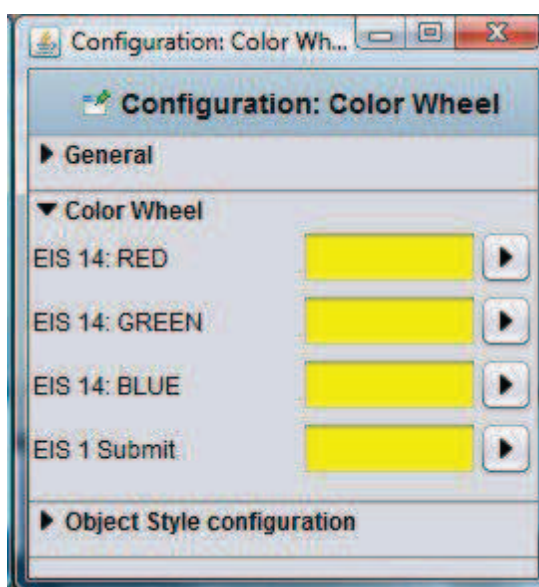 Configuration: Color Wh...
Configuration: Color Wheel
General
Color Wheel
EIS 14: RED
EIS 14: GREEN
EIS 14: BLUE
EIS 1 Submit
Object Style configuration